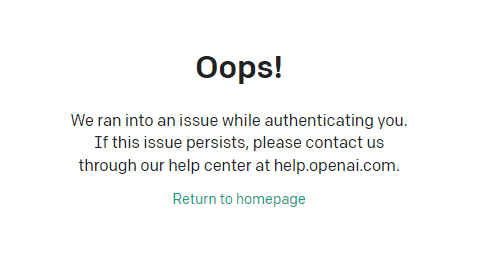 Oops!
We ran into an issue while authenticating you.
If this issue persists, please contact us
through our help center at help.openai.com.
Return to homepage